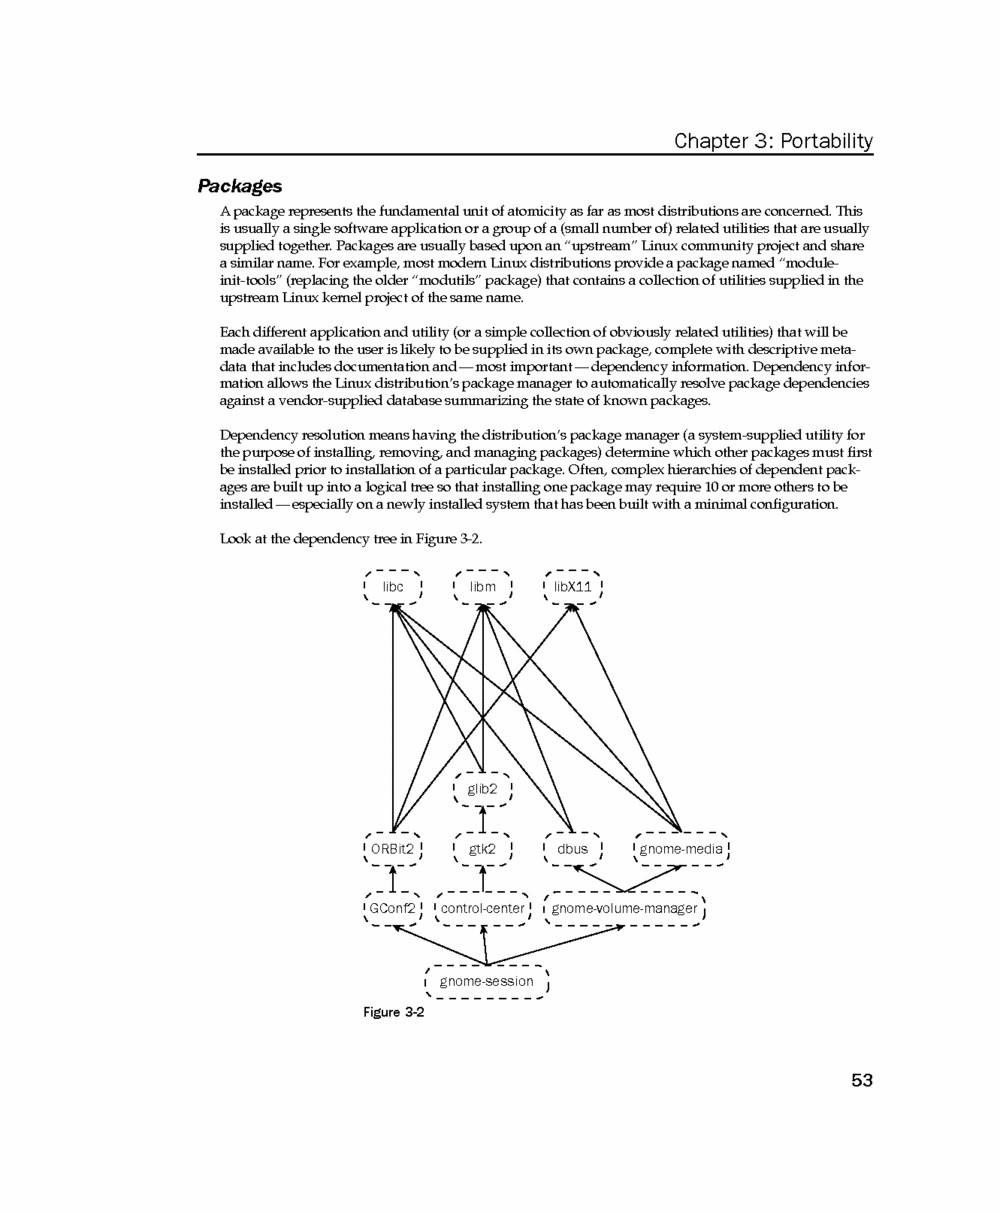 Chapter 3: Portability
Packages
A package represents the fundamental unit of atomicity as far as most distributions are concerned. This
is usually a single software application or a group of a (small number of) related utilities that are usually
supplied together. Packages are usually based upon an “upstream” Linux community project and share
a similar name. For example, most modern Linux distributions provide a package named “module-
init-tools” (replacing the older “modutils” package) that contains a collection of utilities supplied in the
upstream Linux kernel project of the same name.
Each different application and utility (or a simple collection of obviously related utilities) that will be
made available to the user is likely to be supplied in its own package, complete with descriptive meta-
data that includes documentation and — most important — dependency information. Dependency infor-
mation allows the Linux distribution’s package manager to automatically resolve package dependencies
against a vendor-supplied database summarizing the state of known packages.
Dependency resolution means having the distribution’s package manager (a system-supplied utility for
the purpose of installing, removing, and managing packages) determine which other packages must first
be installed prior to installation of a particular package. Often, complex hierarchies of dependent pack-
ages are built up into a logical tree so that installing one package may require 10 or more others to be
installed — especially on a newly installed system that has been built with a minimal configuration.
Look at the dependency tree in Figure 3-2.
libc libm libX11
glib2
ORBit2 gtk2 dbus gnome-media
GConf2 control-center gnome-volume-manager
gnome-session
Figure 3-2
53